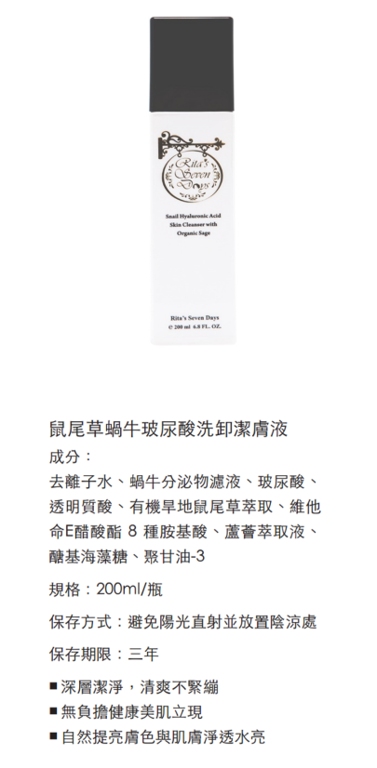 Rita's
Seven
Days
Snail Hyaluronic Acid
Skin Cleanser with
Organic Sage
Rita's Seven Days
℮ 200 ml 6.8 FL. OZ.
鼠尾草蝸牛玻尿酸洗卸潔膚液
成分：
去離子水、蝸牛分泌物濾液、玻尿酸、
透明質酸、有機旱地鼠尾草萃取、維他
命E醋酸酯 8 種胺基酸、蘆薈萃取液、
醣基海藻糖、聚甘油-3
規格：200ml/瓶
保存方式：避免陽光直射並放置陰涼處
保存期限：三年
■深層潔淨，清爽不緊繃
■無負擔健康美肌立現
■自然提亮膚色與肌膚淨透水亮